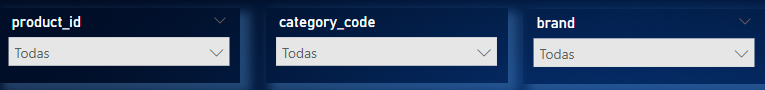 product_id
Todas
category_code
Todas
brand
Todas